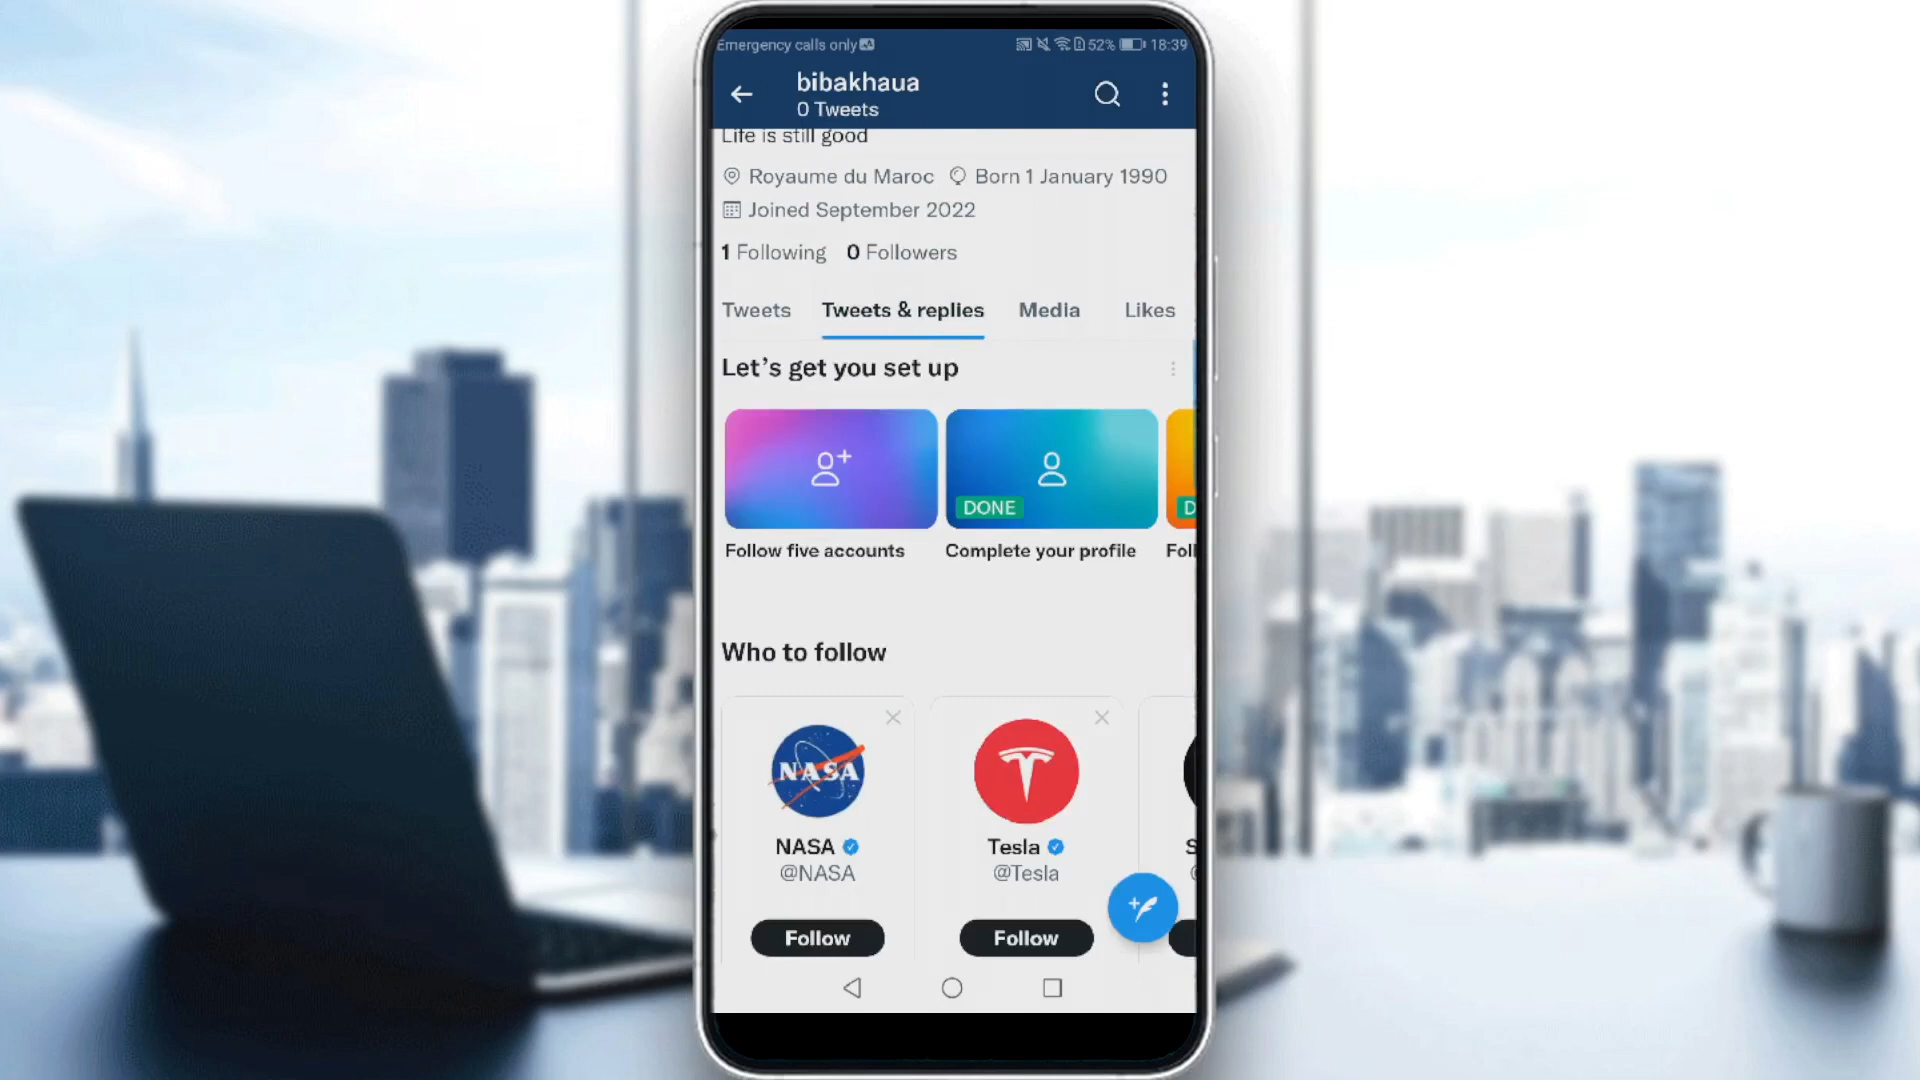 Emergency calls only 52% 18:39
bibakhaua
0 Tweets
Life is still good
Royaume du Maroc Born 1 January 1990
Joined September 2022
1 Following 0 Followers
Tweets Tweets & replies Media Likes
Let's get you set up
DONE D
Follow five accounts Complete your profile Foll
Who to follow
NASA
NASA Tesla S
@NASA @Tesla
Follow Follow